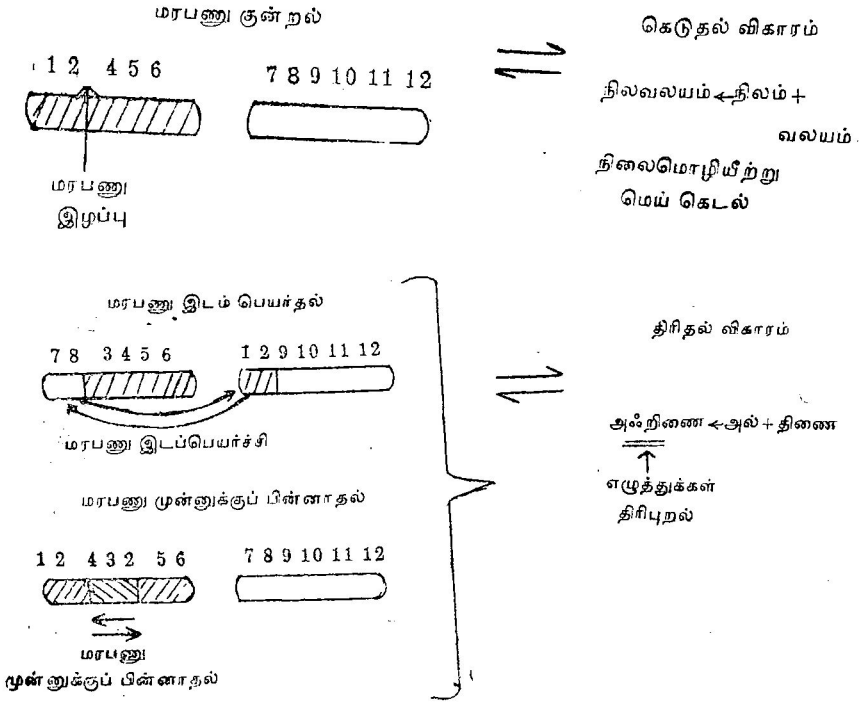 மரபணு குன்றல்
1 2 4 5 6
7 8 9 10 11 12
மரபணு
இழப்பு
கெடுதல் விகாரம்
நிலவலயம் ← நிலம் +
வலயம்
நிலைமொழியீற்று
மெய் கெடல்
மரபணு இடம் பெயர்தல்
7 8 3 4 5 6
1 2 9 10 11 12
மரபணு இடப்பெயர்ச்சி
மரபணு முன்னுக்குப் பின்னாதல்
1 2 4 3 2 5 6
7 8 9 10 11 12
மரபணு
முன்னுக்குப் பின்னாதல்
திரிதல் விகாரம்
அஃறிணை ← அல் + திணை
எழுத்துக்கள்
திரிபுறல்